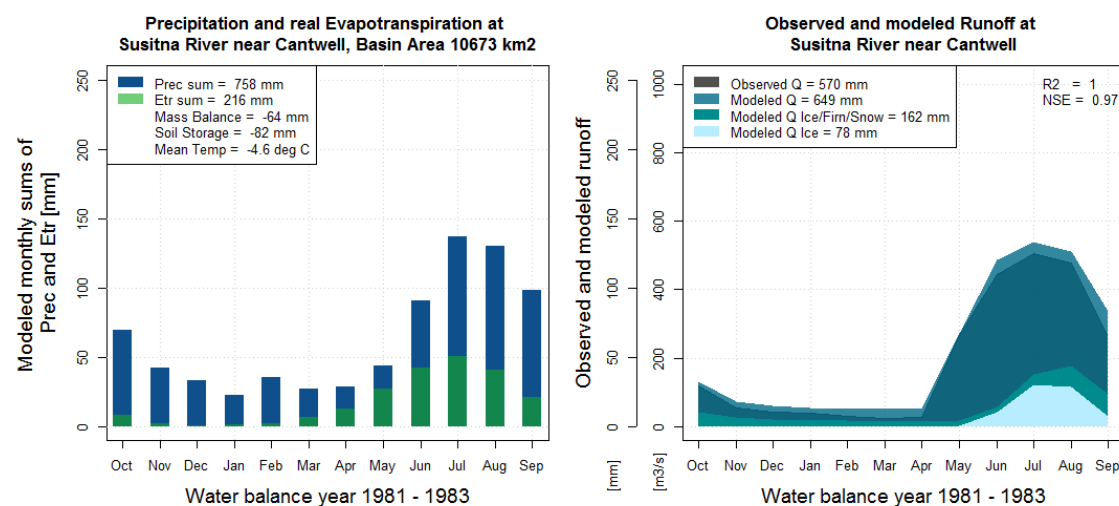 Precipitation and real Evapotranspiration at
Susitna River near Cantwell, Basin Area 10673 km2
Prec sum = 758 mm
Etr sum = 216 mm
Mass Balance = -64 mm
Soil Storage = -82 mm
Mean Temp = -4.6 deg C
Modeled monthly sums of
Prec and Etr [mm]
250
200
150
100
50
0
Oct Nov Dec Jan Feb Mar Apr May Jun Jul Aug Sep
Water balance year 1981 - 1983
Observed and modeled Runoff at
Susitna River near Cantwell
Observed Q = 570 mm
Modeled Q = 649 mm
Modeled Q Ice/Firn/Snow = 162 mm
Modeled Q Ice = 78 mm
R2 = 1
NSE = 0.97
Observed and modeled runoff
250
200
150
100
50
0
[mm]
1000
800
600
400
200
0
[m3/s]
Oct Nov Dec Jan Feb Mar Apr May Jun Jul Aug Sep
Water balance year 1981 - 1983